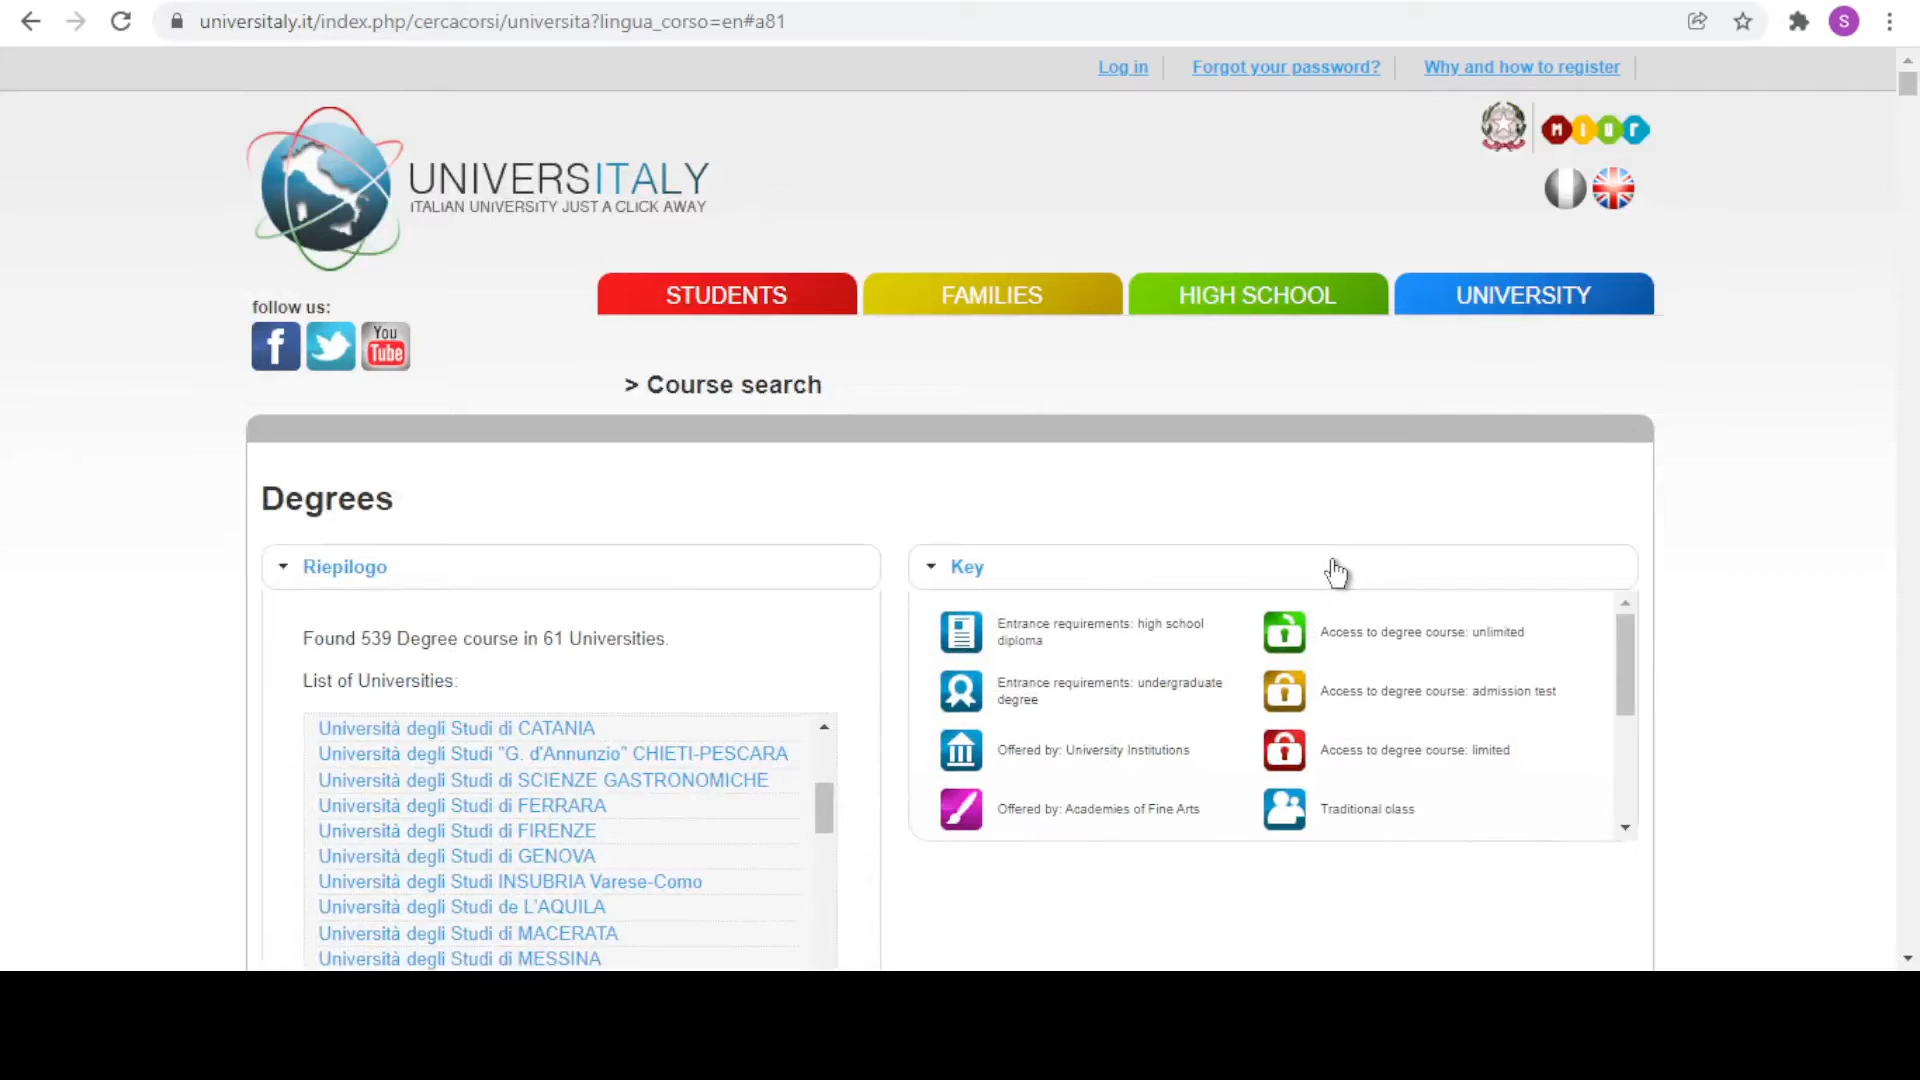 universitaly.it/index.php/cercacorsi/universita?lingua_corso=en#a81
S
Log in
Forgot your password?
Why and how to register
UNIVERSITALY
ITALIAN UNIVERSITY JUST A CLICK AWAY
MIUr
follow us:
f
You
Tube
STUDENTS
FAMILIES
HIGH SCHOOL
UNIVERSITY
> Course search
Degrees
Riepilogo
Found 539 Degree course in 61 Universities.
List of Universities:
Università degli Studi di CATANIA
Università degli Studi "G. d'Annunzio" CHIETI-PESCARA
Università degli Studi di SCIENZE GASTRONOMICHE
Università degli Studi di FERRARA
Università degli Studi di FIRENZE
Università degli Studi di GENOVA
Università degli Studi INSUBRIA Varese-Como
Università degli Studi de L'AQUILA
Università degli Studi di MACERATA
Università degli Studi di MESSINA
Key
Entrance requirements: high school
diploma
Access to degree course: unlimited
Entrance requirements: undergraduate
degree
Access to degree course: admission test
Offered by: University Institutions
Access to degree course: limited
Offered by: Academies of Fine Arts
Traditional class